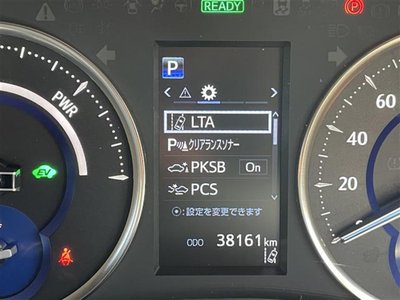 READY
P
P
LTA
PWR
P クリアランスソナー
EV
PKSB On
PCS
:設定を変更できます
ODO 38161 km
60
40
20